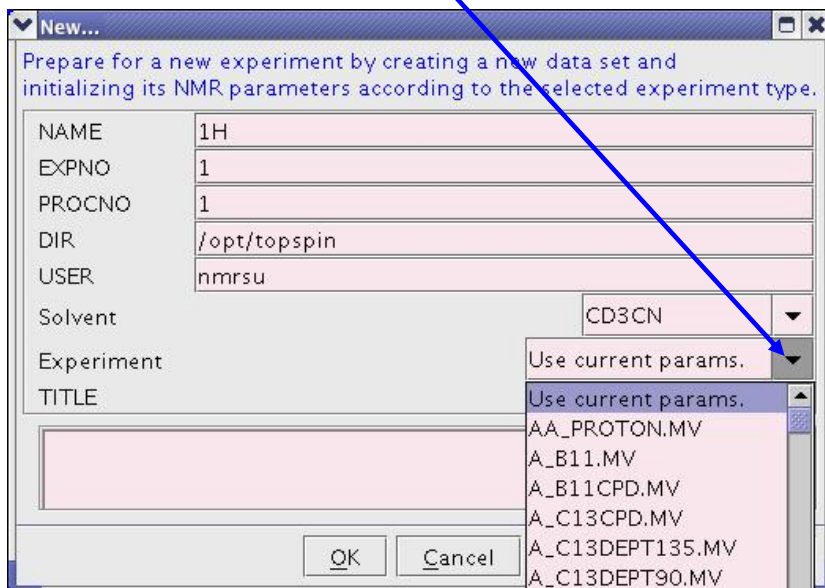 New...
Prepare for a new experiment by creating a new data set and
initializing its NMR parameters according to the selected experiment type.
NAME 1H
EXPNO 1
PROCNO 1
DIR /opt/topspin
USER nmrsu
Solvent CD3CN
Experiment Use current params.
TITLE
Use current params.
AA_PROTON.MV
A_B11.MV
A_B11CPD.MV
A_C13CPD.MV
A_C13DEPT135.MV
A_C13DEPT90.MV
OK Cancel